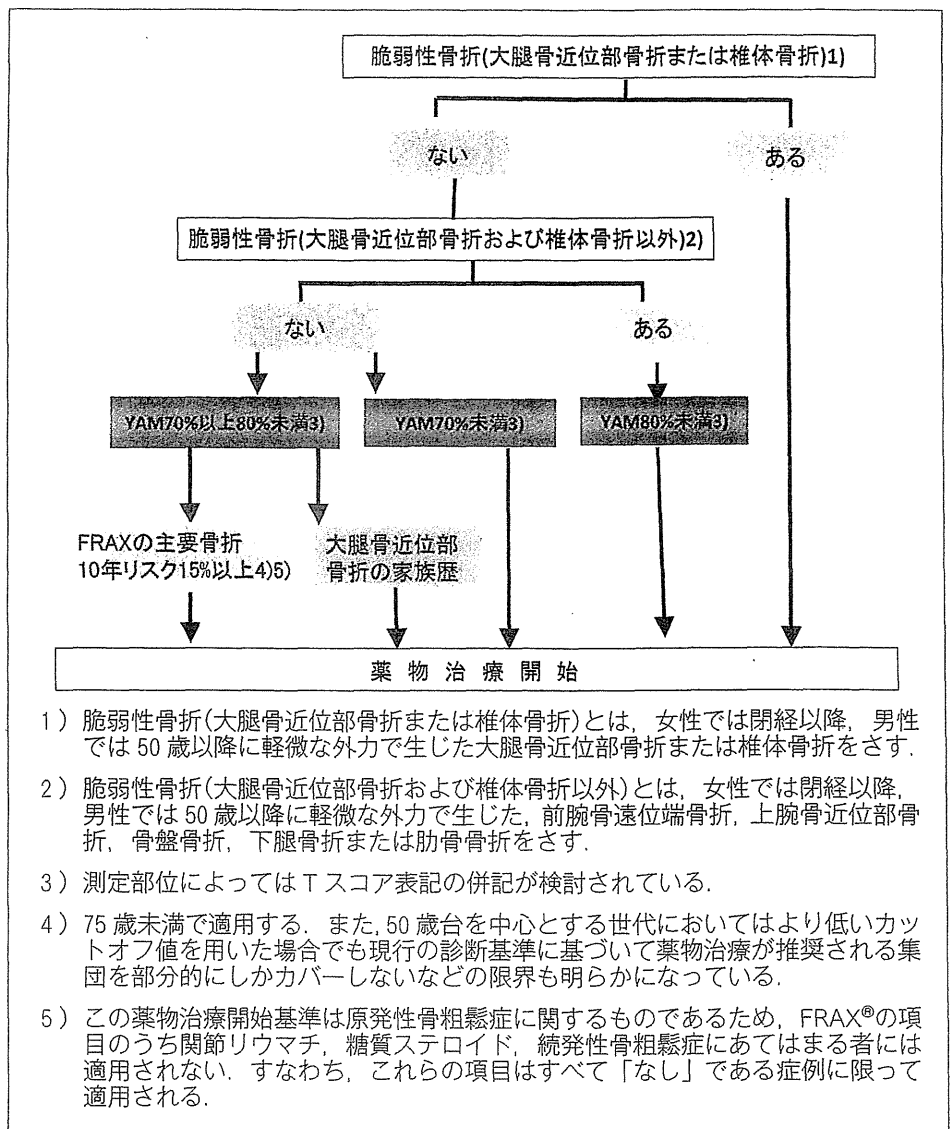 脆弱性骨折(大腿骨近位部骨折または椎体骨折)1)
ない
ある
脆弱性骨折(大腿骨近位部骨折および椎体骨折以外)2)
ない
ある
YAM70%以上80%未満3)
YAM70%未満3)
YAM80%未満3)
FRAXの主要骨折
10年リスク15%以上4)5)
大腿骨近位部
骨折の家族歴
薬 物 治 療 開 始
1) 脆弱性骨折(大腿骨近位部骨折または椎体骨折)とは,女性では閉経以降,男性
では 50 歳以降に軽微な外力で生じた大腿骨近位部骨折または椎体骨折をさす.
2) 脆弱性骨折(大腿骨近位部骨折および椎体骨折以外)とは,女性では閉経以降,
男性では 50 歳以降に軽微な外力で生じた,前腕骨遠位端骨折,上腕骨近位部骨
折,骨盤骨折,下腿骨折または肋骨骨折をさす.
3) 測定部位によってはTスコア表記の併記が検討されている.
4) 75 歳未満で適用する.また,50 歳台を中心とする世代においてはより低いカッ
トオフ値を用いた場合でも現行の診断基準に基づいて薬物治療が推奨される集
団を部分的にしかカバーしないなどの限界も明らかになっている.
5) この薬物治療開始基準は原発性骨粗鬆症に関するものであるため,FRAX®の項
目のうち関節リウマチ,糖質ステロイド,続発性骨粗鬆症にあてはまる者には
適用されない.すなわち,これらの項目はすべて「なし」である症例に限って
適用される.